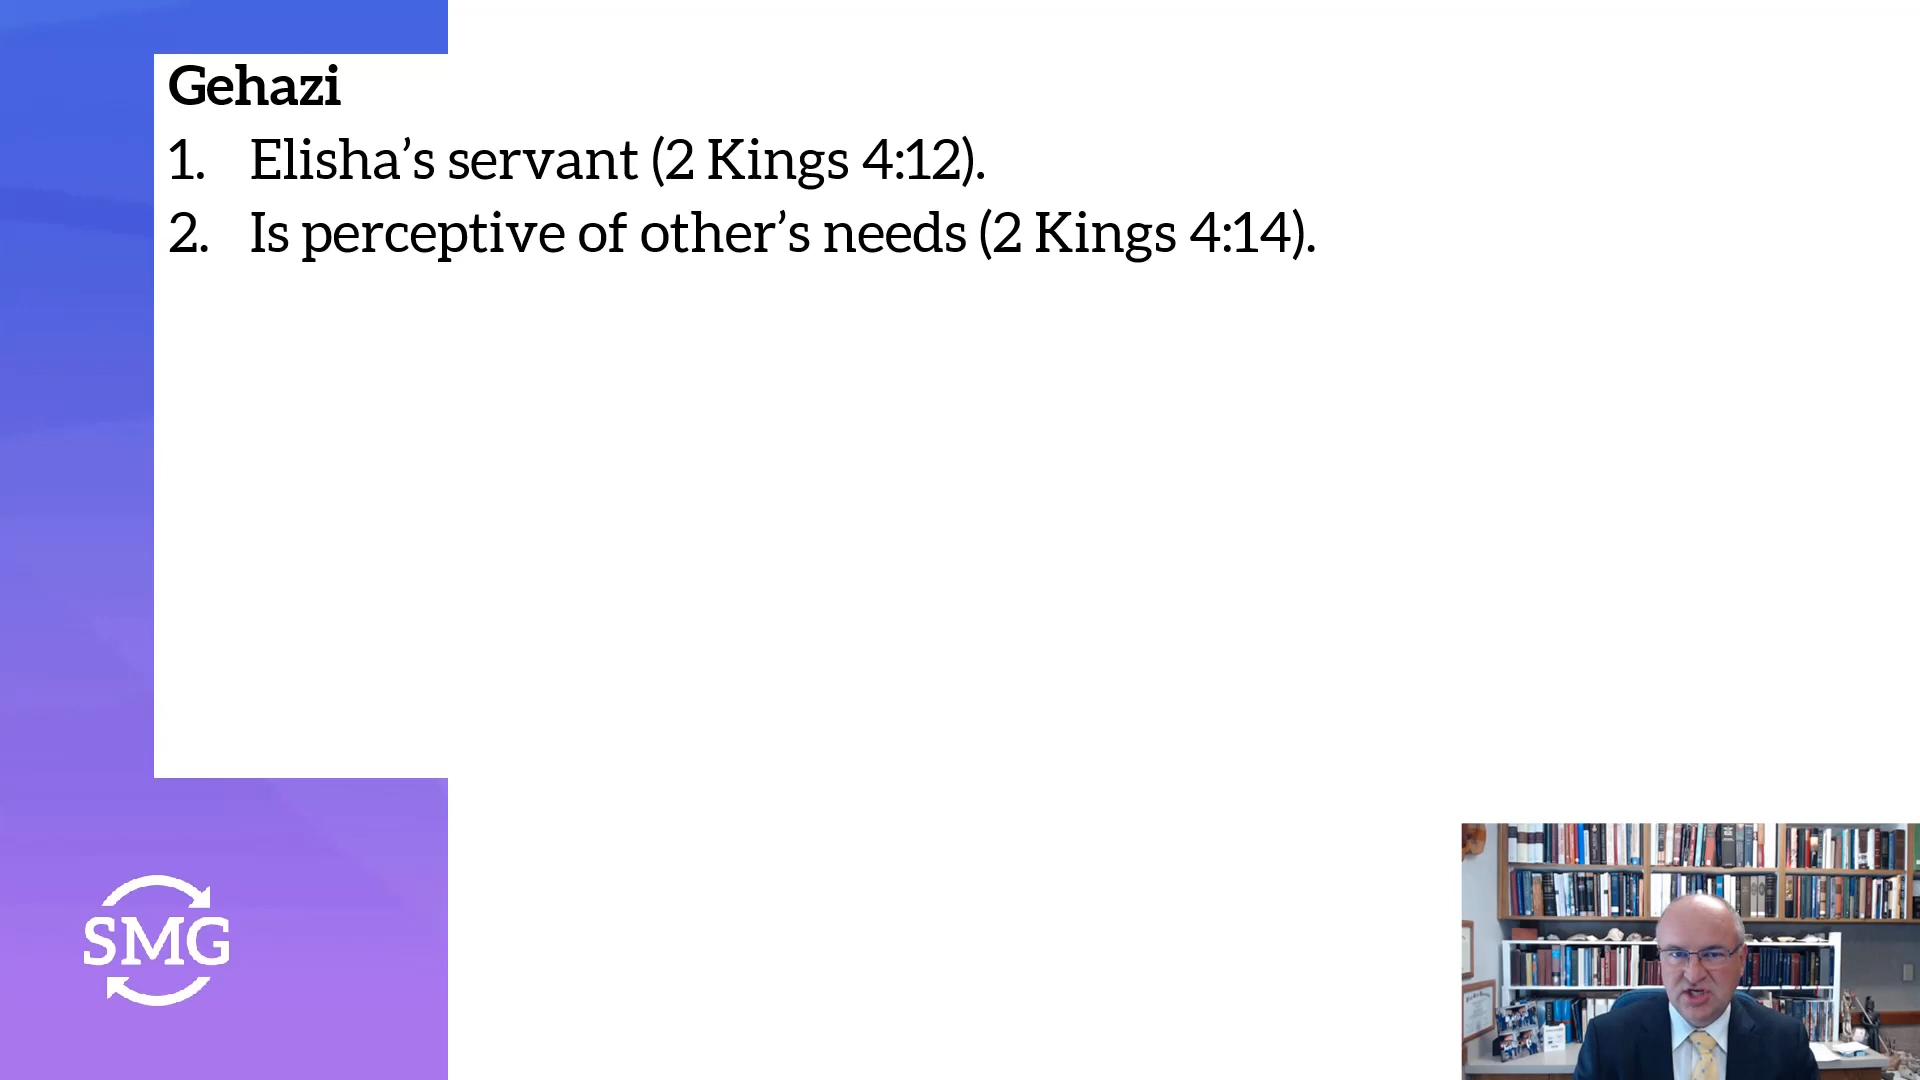 Gehazi
1. Elisha’s servant (2 Kings 4:12).
2. Is perceptive of other’s needs (2 Kings 4:14).
SMG